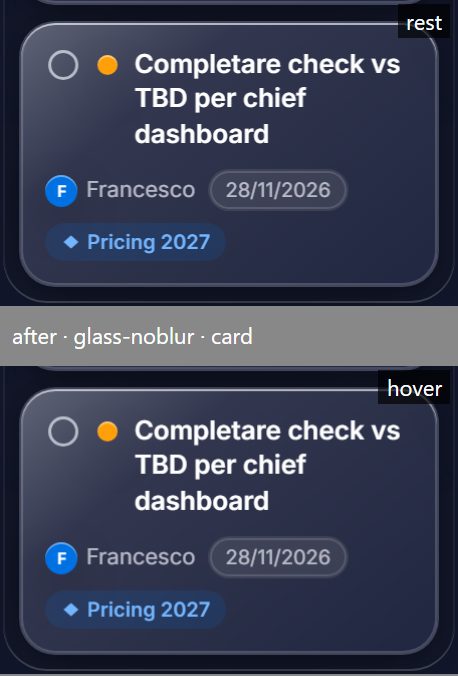 rest
Completare check vs
TBD per chief
dashboard
F Francesco 28/11/2026
Pricing 2027
after · glass-noblur · card
hover
Completare check vs
TBD per chief
dashboard
F Francesco 28/11/2026
Pricing 2027